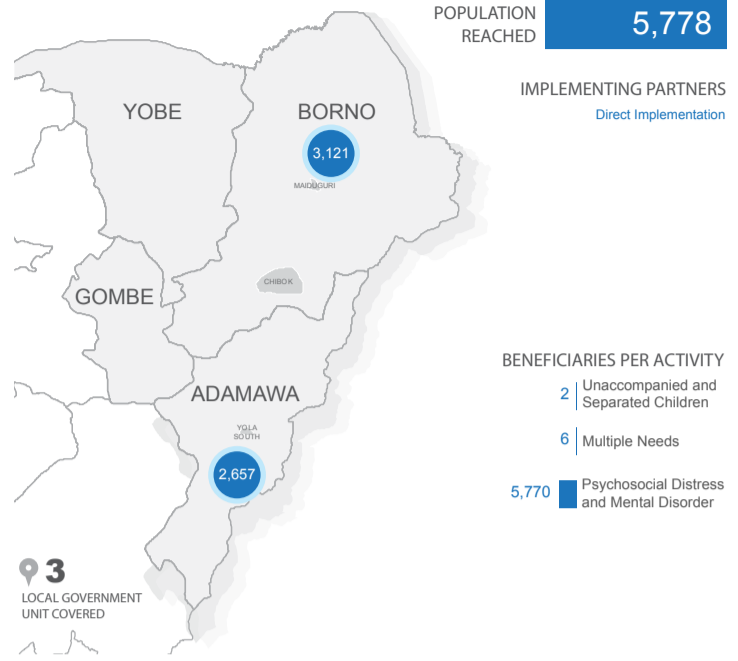 POPULATION
REACHED
5,778
IMPLEMENTING PARTNERS
Direct Implementation
YOBE
BORNO
3,121
MAIDUGURI
CHIBOK
GOMBE
ADAMAWA
YOLA
SOUTH
2,657
BENEFICIARIES PER ACTIVITY
2
Unaccompanied and
Separated Children
6
Multiple Needs
5,770
Psychosocial Distress
and Mental Disorder
3
LOCAL GOVERNMENT
UNIT COVERED